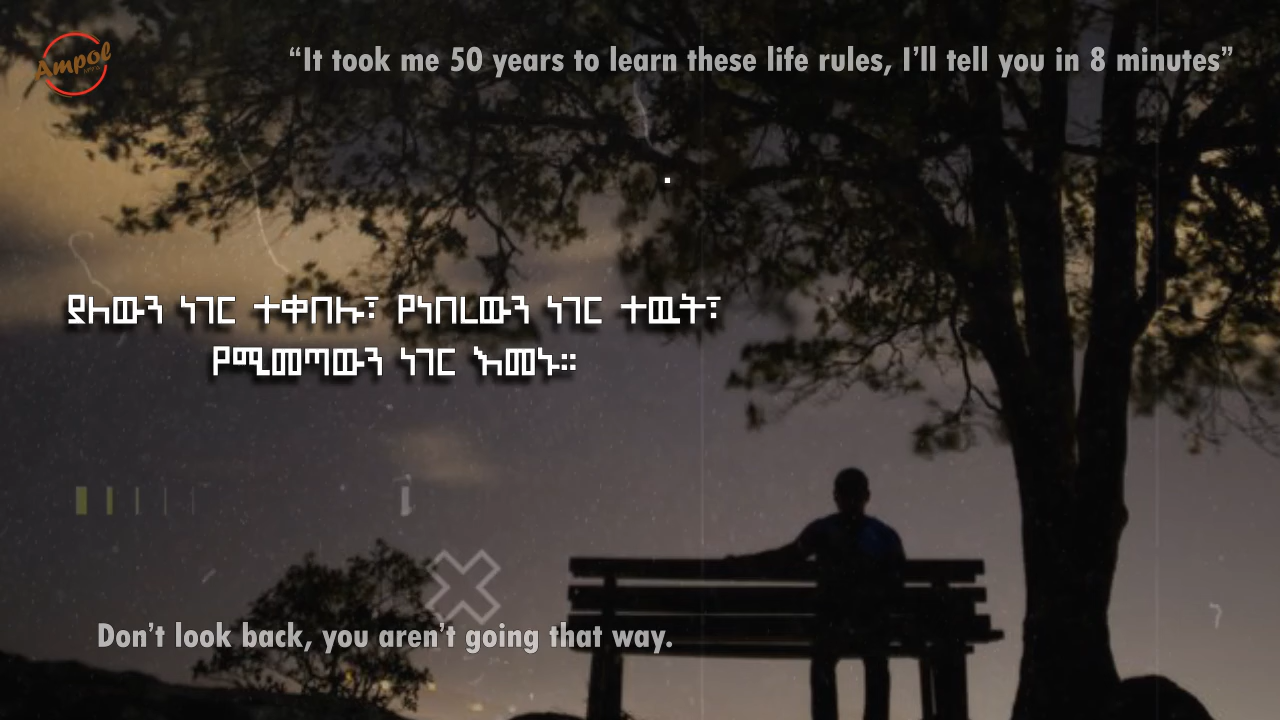 Ampol
“It took me 50 years to learn these life rules, I’ll tell you in 8 minutes”
ያለውን ነገር ተቀበሉ፣ የነበረውን ነገር ተዉት፣
የሚመጣውን ነገር እመኑ።
Don’t look back, you aren’t going that way.